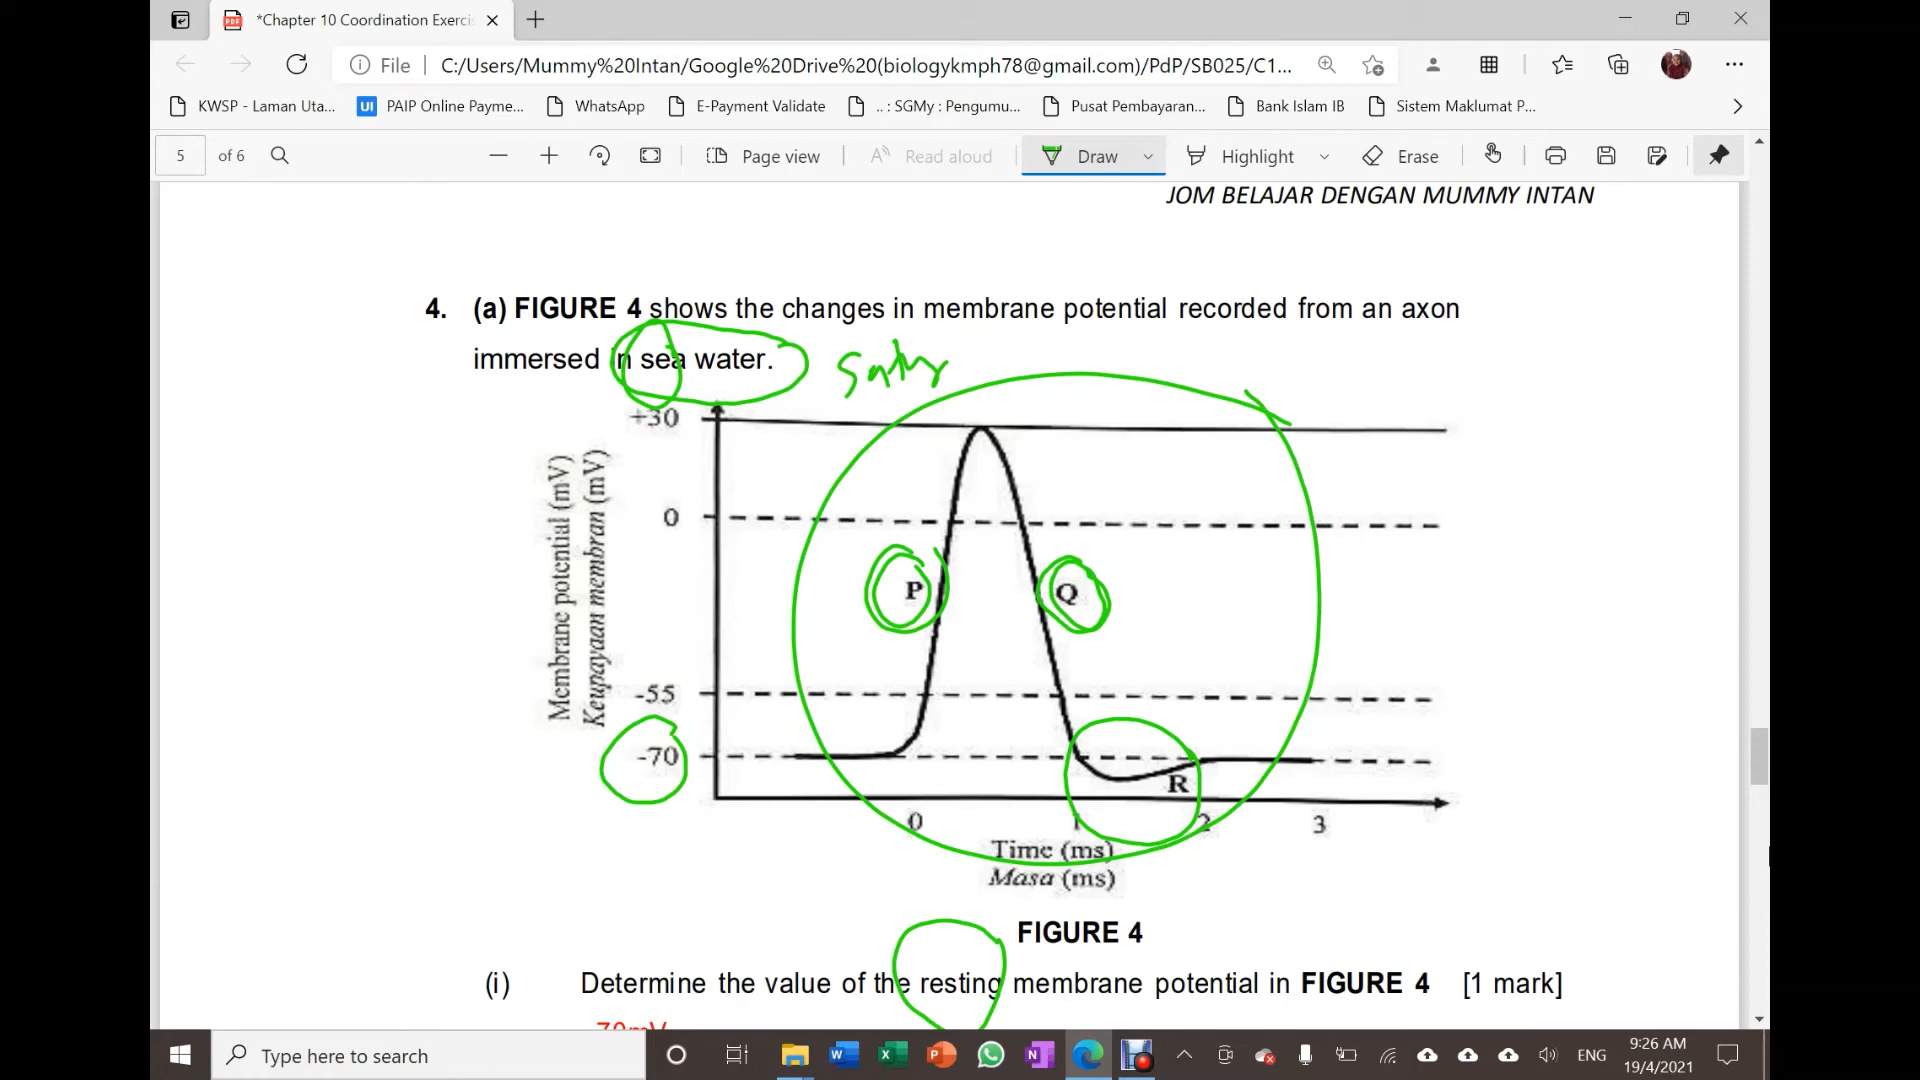 *Chapter 10 Coordination Exerci
File
C:/Users/Mummy%20Intan/Google%20Drive%20(biologykmph78@gmail.com)/PdP/SB025/C1...
KWSP - Laman Uta...
UI PAIP Online Payme...
WhatsApp
E-Payment Validate
.. : SGMy : Pengumu...
Pusat Pembayaran...
Bank Islam IB
Sistem Maklumat P...
5 of 6
Page view
Read aloud
Draw
Highlight
Erase
JOM BELAJAR DENGAN MUMMY INTAN
4. (a) FIGURE 4 shows the changes in membrane potential recorded from an axon
immersed in sea water.
+30
0
-55
-70
Membrane potential (mV)
Keupayaan membran (mV)
P
Q
R
0 1 2 3
Time (ms)
Masa (ms)
FIGURE 4
(i) Determine the value of the resting membrane potential in FIGURE 4 [1 mark]
-70mV
Type here to search
ENG
9:26 AM
19/4/2021